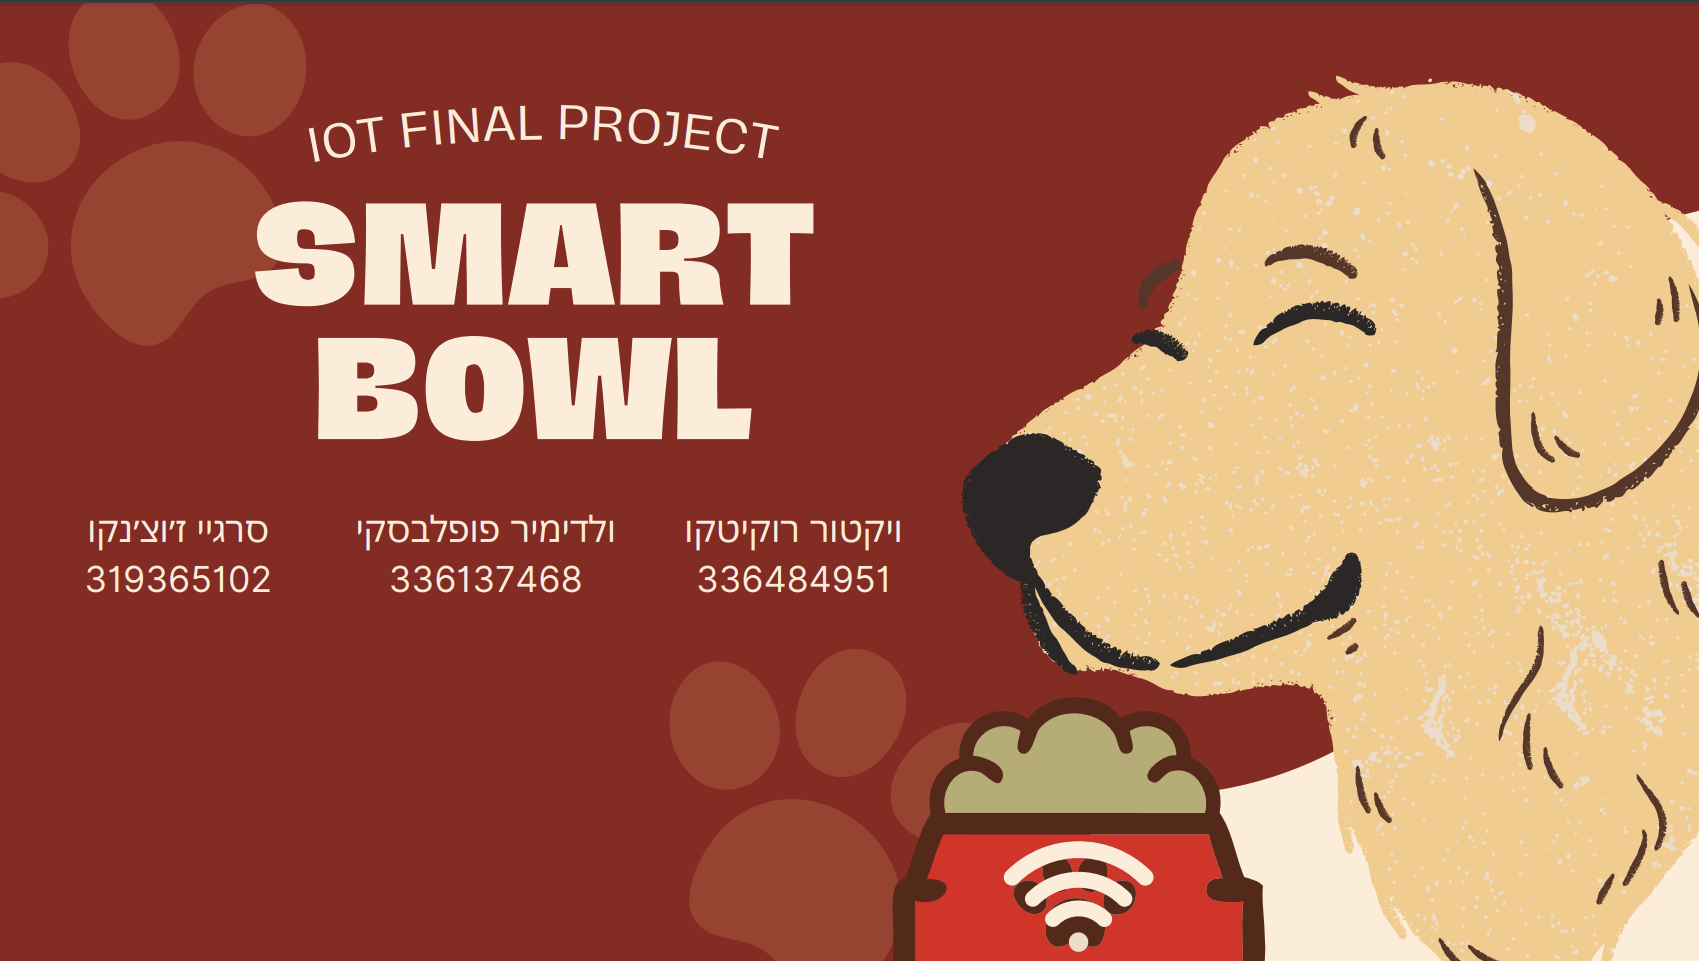 IOT FINAL PROJECT
SMART
BOWL
ויקטור רוקיטקו
336484951
ולדימיר פופלבסקי
336137468
סרגיי ז'וצ'נקו
319365102